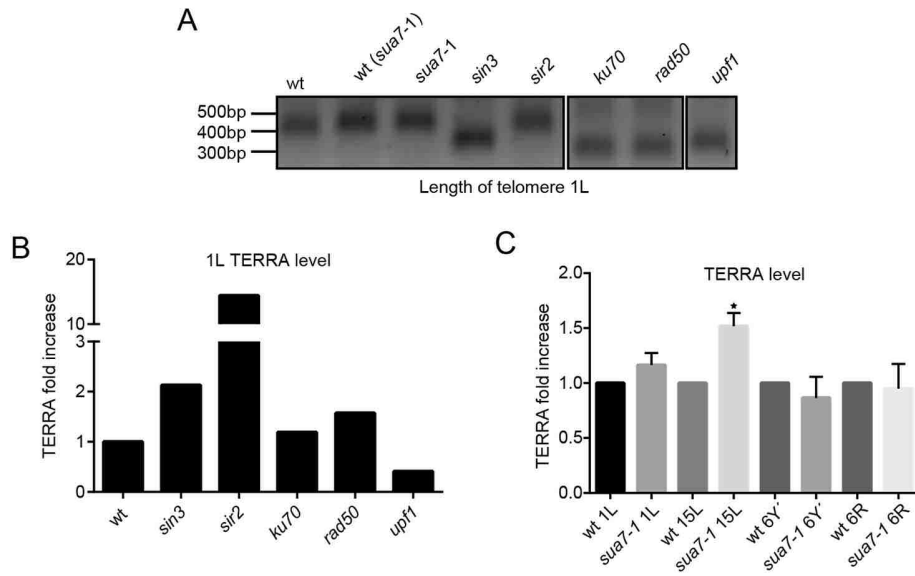 A
wt
wt (sua7-1)
sua7-1
sin3
sir2
ku70
rad50
upf1
500bp
400bp
300bp
Length of telomere 1L
B
1L TERRA level
TERRA fold increase
20
10
3
2
1
0
wt
sin3
sir2
ku70
rad50
upf1
C
TERRA level
TERRA fold increase
2.0
1.5
1.0
0.5
0.0
*
wt 1L
sua7-1 1L
wt 15L
sua7-1 15L
wt 6Y'
sua7-1 6Y'
wt 6R
sua7-1 6R